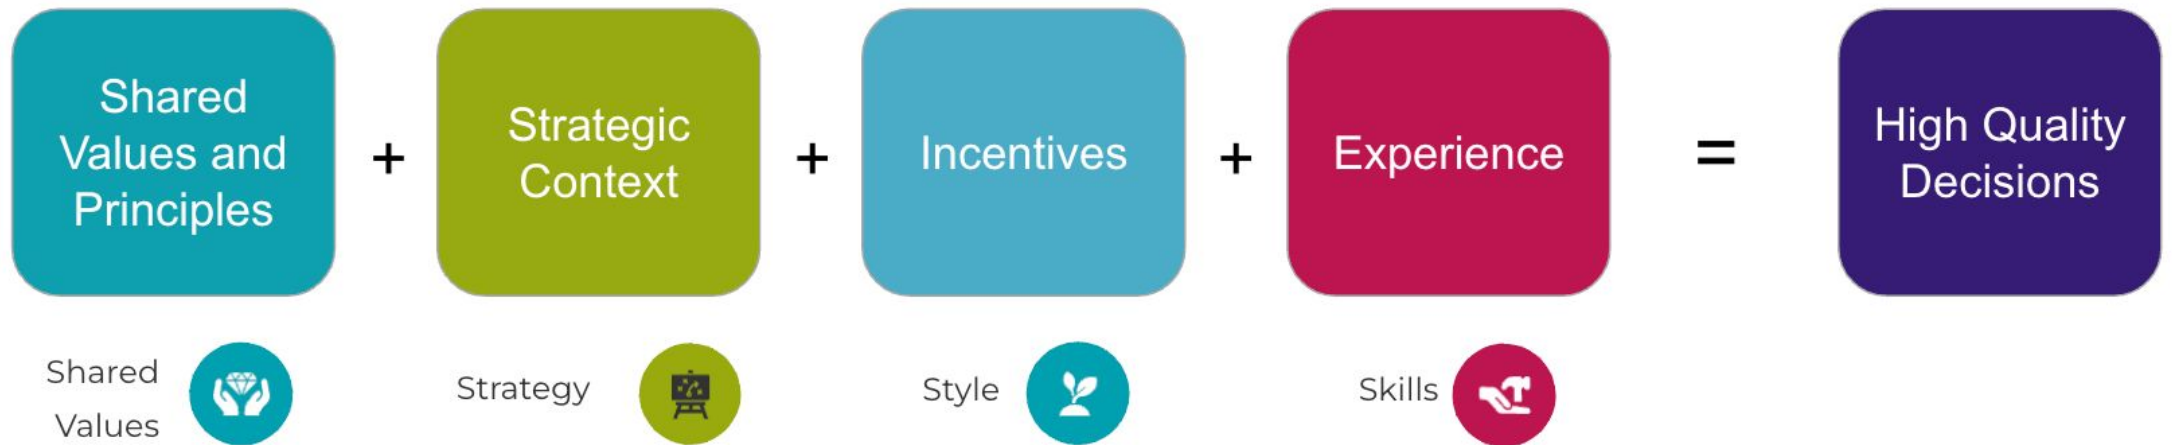 Shared
Values and
Principles
+
Strategic
Context
+
Incentives
+
Experience
=
High Quality
Decisions
Shared
Values
Strategy
Style
Skills